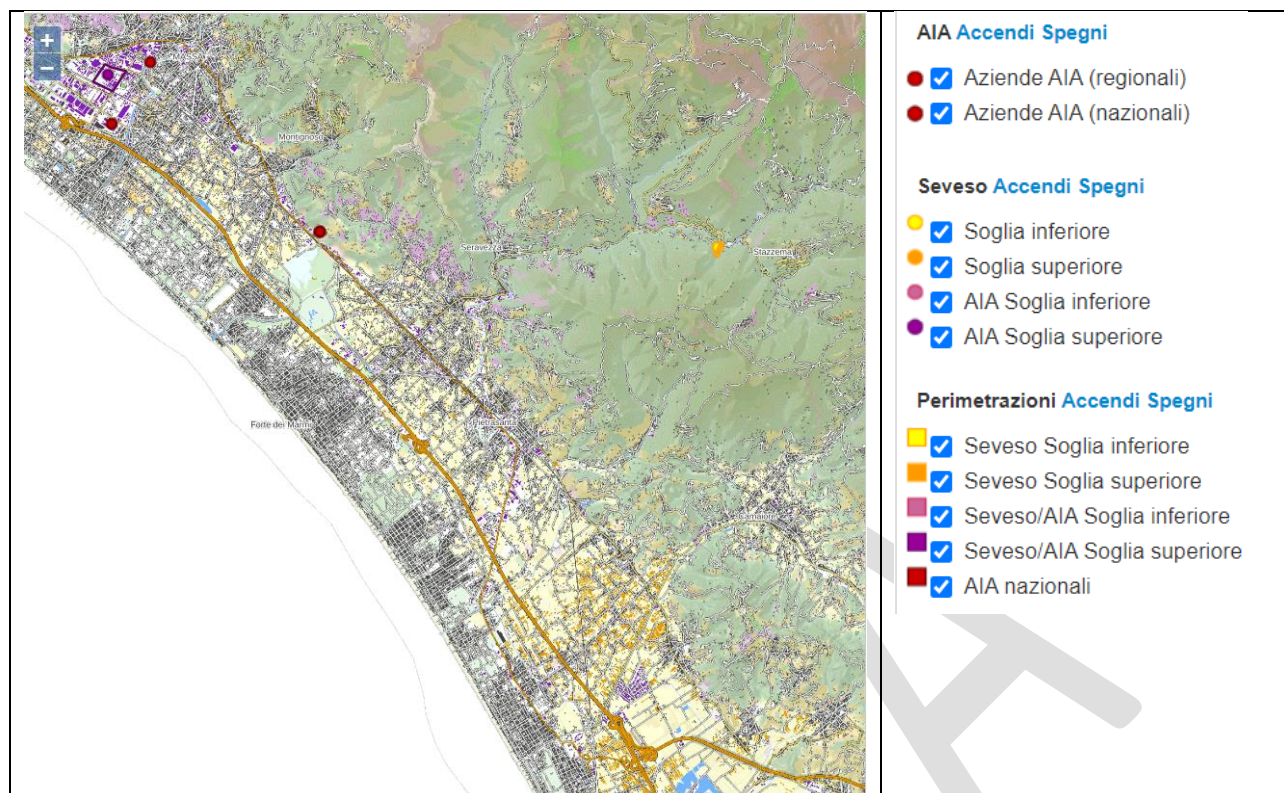 +
−
Montignoso
Seravezza
Stazzema
Forte dei Marmi
Pietrasanta
Camaiore
AIA Accendi Spegni
Aziende AIA (regionali)
Aziende AIA (nazionali)
Seveso Accendi Spegni
Soglia inferiore
Soglia superiore
AIA Soglia inferiore
AIA Soglia superiore
Perimetrazioni Accendi Spegni
Seveso Soglia inferiore
Seveso Soglia superiore
Seveso/AIA Soglia inferiore
Seveso/AIA Soglia superiore
AIA nazionali
A